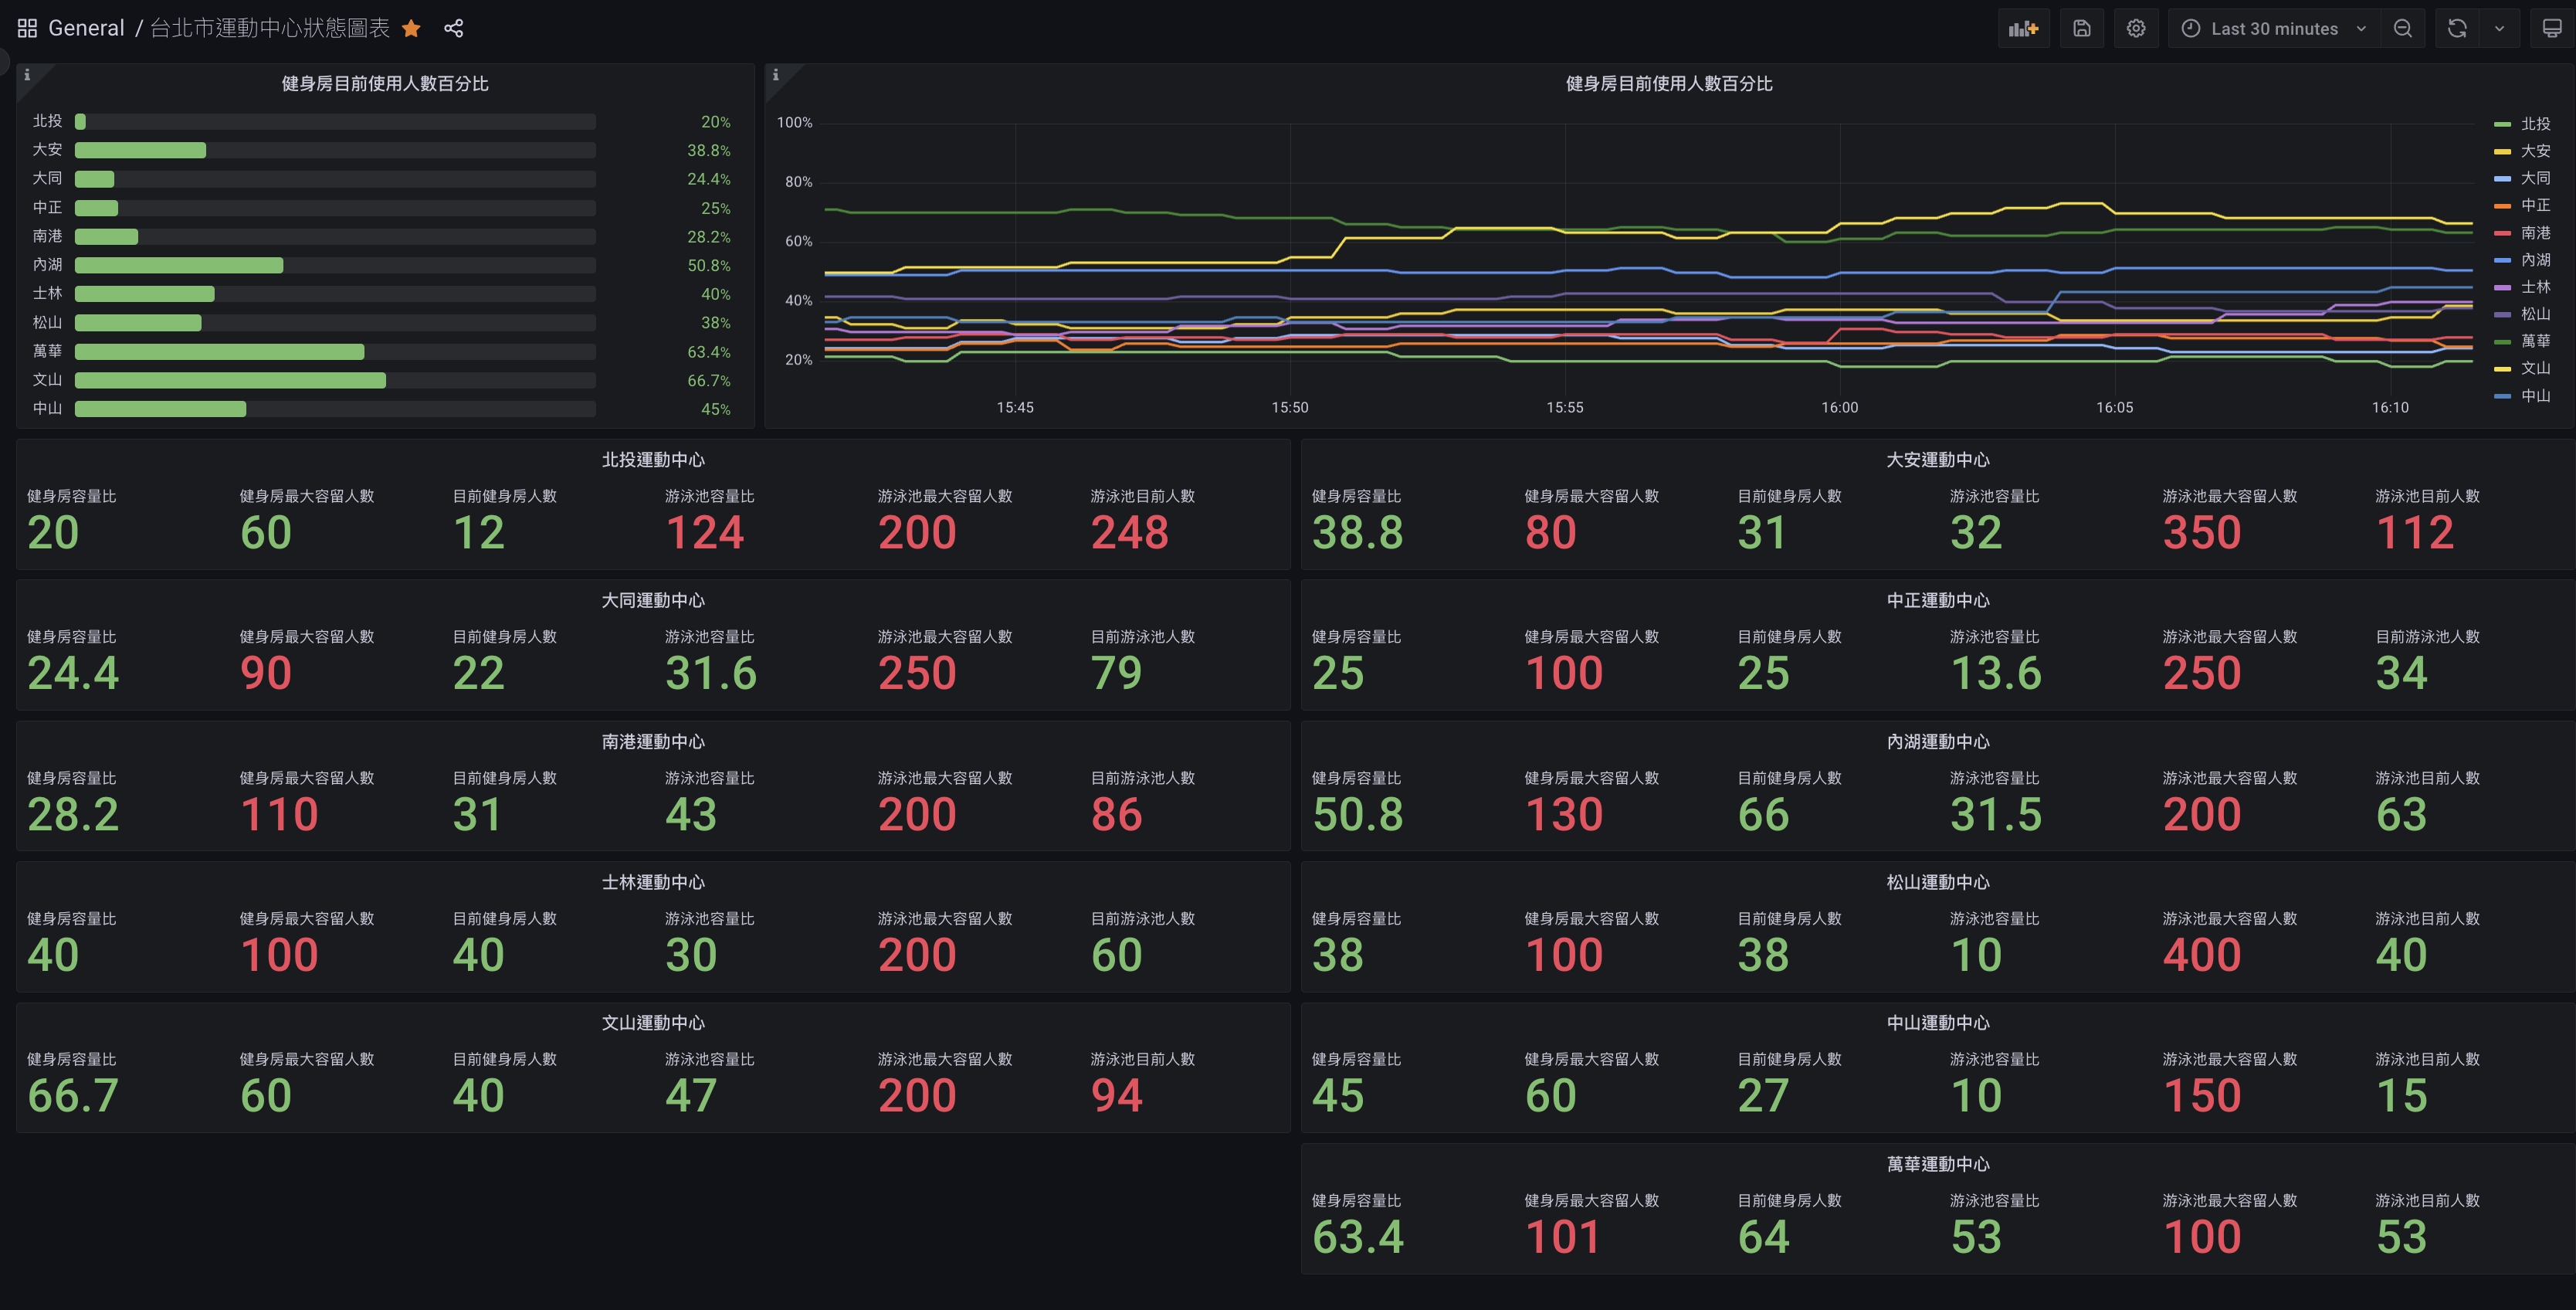 General / 台北市運動中心狀態圖表
Last 30 minutes
健身房目前使用人數百分比
北投 20%
大安 38.8%
大同 24.4%
中正 25%
南港 28.2%
內湖 50.8%
士林 40%
松山 38%
萬華 63.4%
文山 66.7%
中山 45%
健身房目前使用人數百分比
100%
80%
60%
40%
20%
15:45 15:50 15:55 16:00 16:05 16:10
北投
大安
大同
中正
南港
內湖
士林
松山
萬華
文山
中山
北投運動中心
健身房容量比 健身房最大容留人數 目前健身房人數 游泳池容量比 游泳池最大容留人數 游泳池目前人數
20 60 12 124 200 248
大安運動中心
健身房容量比 健身房最大容留人數 目前健身房人數 游泳池容量比 游泳池最大容留人數 游泳池目前人數
38.8 80 31 32 350 112
大同運動中心
健身房容量比 健身房最大容留人數 目前健身房人數 游泳池容量比 游泳池最大容留人數 目前游泳池人數
24.4 90 22 31.6 250 79
中正運動中心
健身房容量比 健身房最大容留人數 目前健身房人數 游泳池容量比 游泳池最大容留人數 目前游泳池人數
25 100 25 13.6 250 34
南港運動中心
健身房容量比 健身房最大容留人數 目前健身房人數 游泳池容量比 游泳池最大容留人數 目前游泳池人數
28.2 110 31 43 200 86
內湖運動中心
健身房容量比 健身房最大容留人數 目前健身房人數 游泳池容量比 游泳池最大容留人數 游泳池目前人數
50.8 130 66 31.5 200 63
士林運動中心
健身房容量比 健身房最大容留人數 目前健身房人數 游泳池容量比 游泳池最大容留人數 目前游泳池人數
40 100 40 30 200 60
松山運動中心
健身房容量比 健身房最大容留人數 目前健身房人數 游泳池容量比 游泳池最大容留人數 游泳池目前人數
38 100 38 10 400 40
文山運動中心
健身房容量比 健身房最大容留人數 目前健身房人數 游泳池容量比 游泳池最大容留人數 游泳池目前人數
66.7 60 40 47 200 94
中山運動中心
健身房容量比 健身房最大容留人數 目前健身房人數 游泳池容量比 游泳池最大容留人數 游泳池目前人數
45 60 27 10 150 15
萬華運動中心
健身房容量比 健身房最大容留人數 目前健身房人數 游泳池容量比 游泳池最大容留人數 游泳池目前人數
63.4 101 64 53 100 53